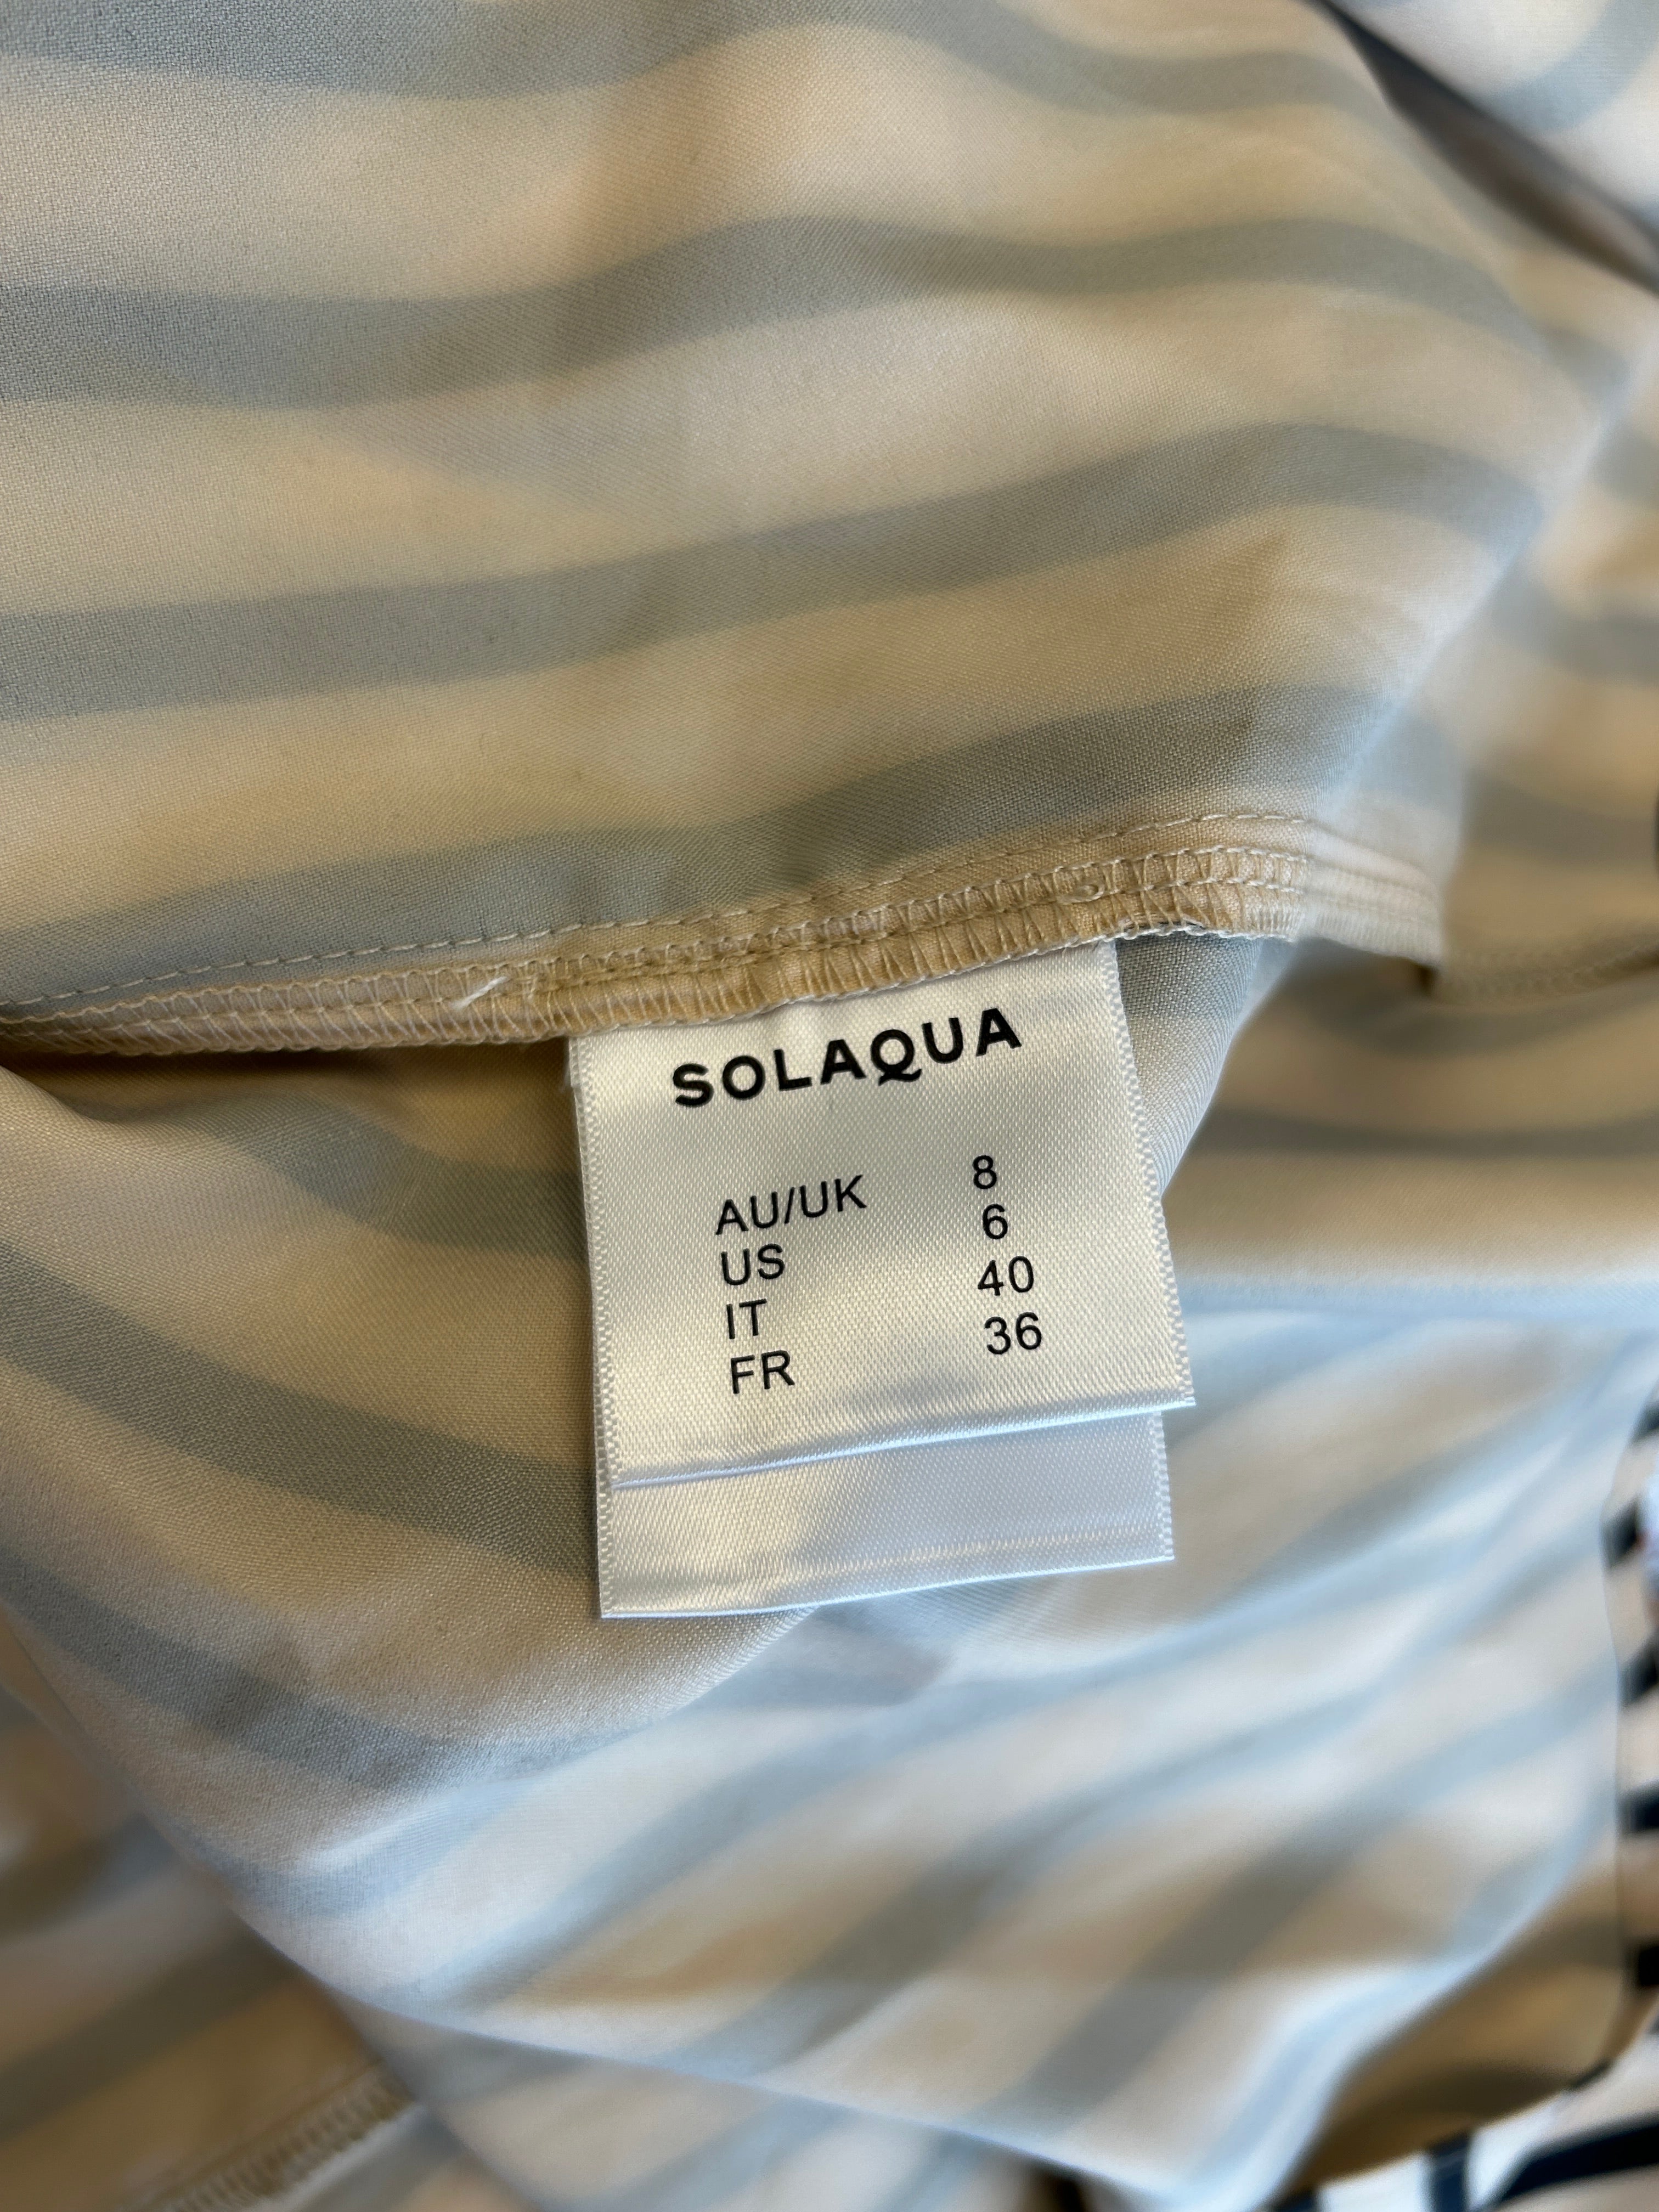 SOLAQUA
AU/UK 8
US 6
IT 40
FR 36